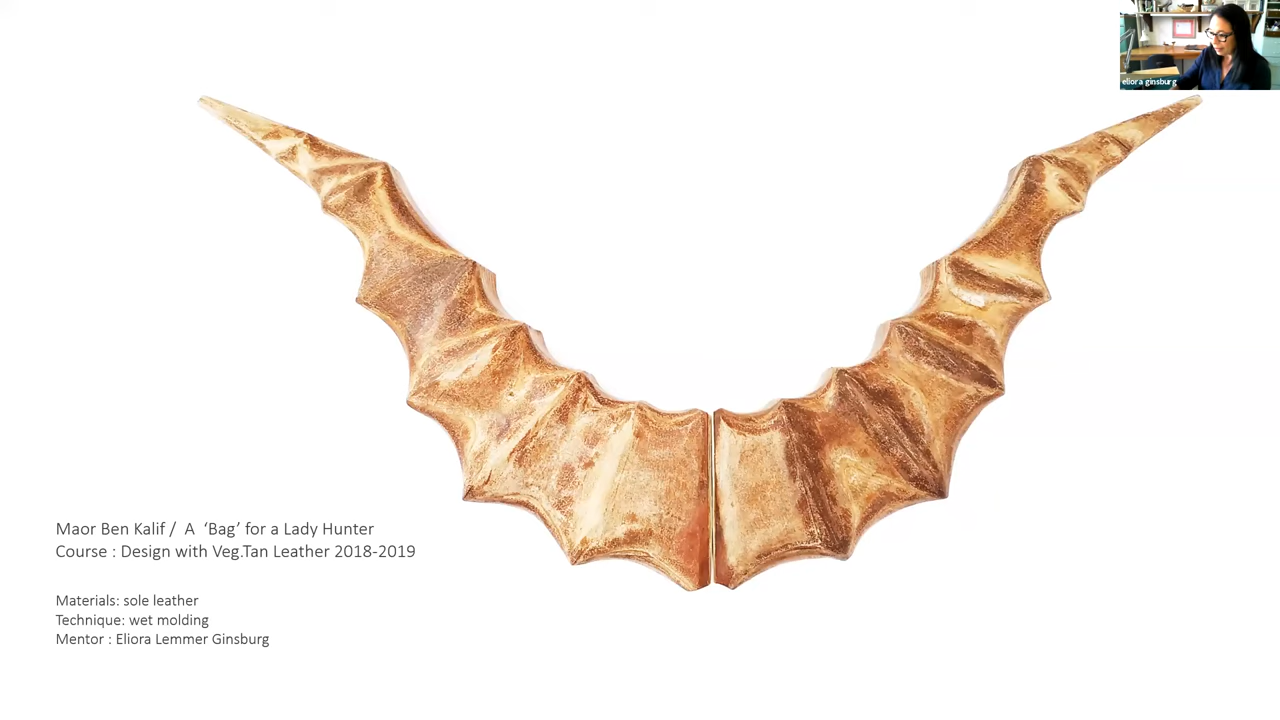 eliora ginsburg
Maor Ben Kalif / A ‘Bag’ for a Lady Hunter
Course : Design with Veg.Tan Leather 2018-2019
Materials: sole leather
Technique: wet molding
Mentor : Eliora Lemmer Ginsburg